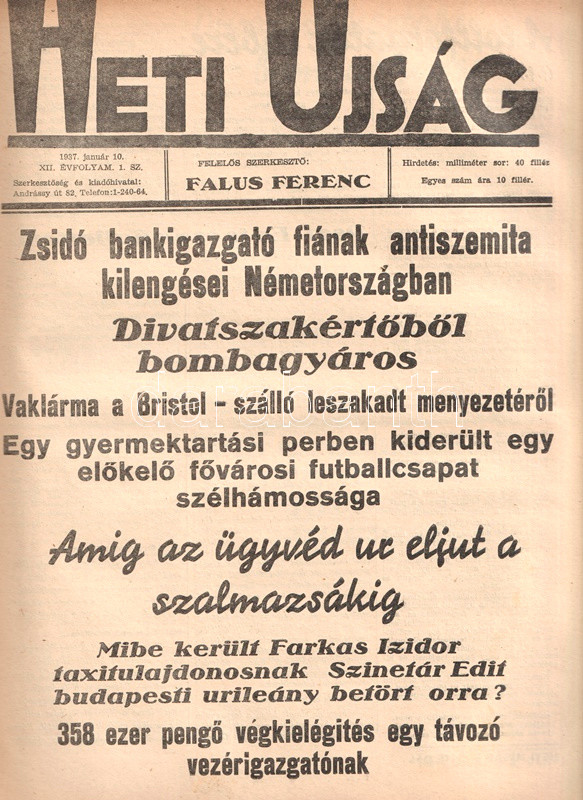 HETI UJSÁG
1937. január 10.
XII. ÉVFOLYAM. 1. SZ.
Szerkesztőség és kiadóhivatal:
Andrássy út 82, Telefon:1-240-64.
FELELŐS SZERKESZTŐ:
FALUS FERENC
Hirdetés: milliméter sor: 40 fillér
Egyes szám ára 10 fillér.
Zsidó bankigazgató fiának antiszemita
kilengései Németországban
Divatszakértőből
bombagyáros
Vaklárma a Bristol - szálló leszakadt menyezetéről
Egy gyermektartási perben kiderült egy
előkelő fővárosi futballcsapat
szélhámossága
Amig az ügyvéd ur eljut a
szalmazsákig
Mibe került Farkas Izidor
taxitulajdonosnak Szinetár Edit
budapesti urileány betört orra?
358 ezer pengő végkielégités egy távozó
vezérigazgatónak
darabanth